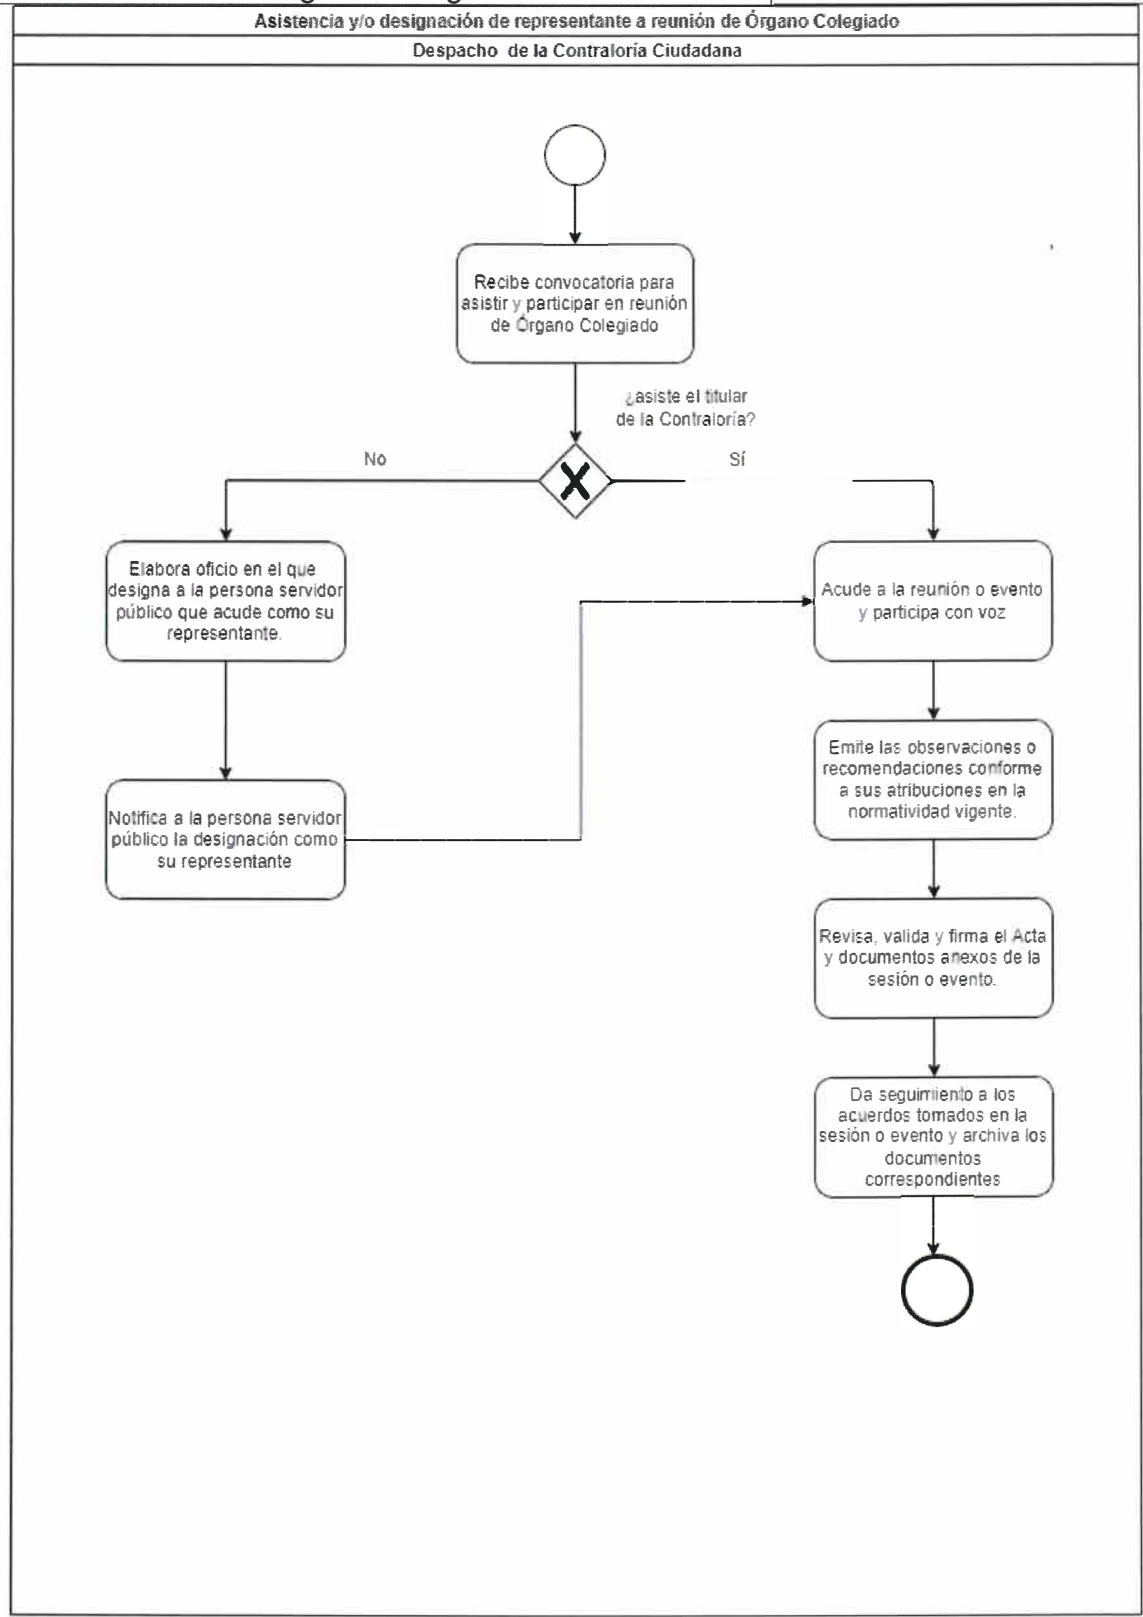 Asistencia y/o designación de representante a reunión de Órgano Colegiado
Despacho de la Contraloría Ciudadana
Recibe convocatoria para
asistir y participar en reunión
de Órgano Colegiado
¿asiste el titular
de la Contraloría?
No
Sí
Elabora oficio en el que
designa a la persona servidor
público que acude como su
representante.
Acude a la reunión o evento
y participa con voz
Emite las observaciones o
recomendaciones conforme
a sus atribuciones en la
normatividad vigente.
Notifica a la persona servidor
público la designación como
su representante
Revisa, valida y firma el Acta
y documentos anexos de la
sesión o evento.
Da seguimiento a los
acuerdos tomados en la
sesión o evento y archiva los
documentos
correspondientes